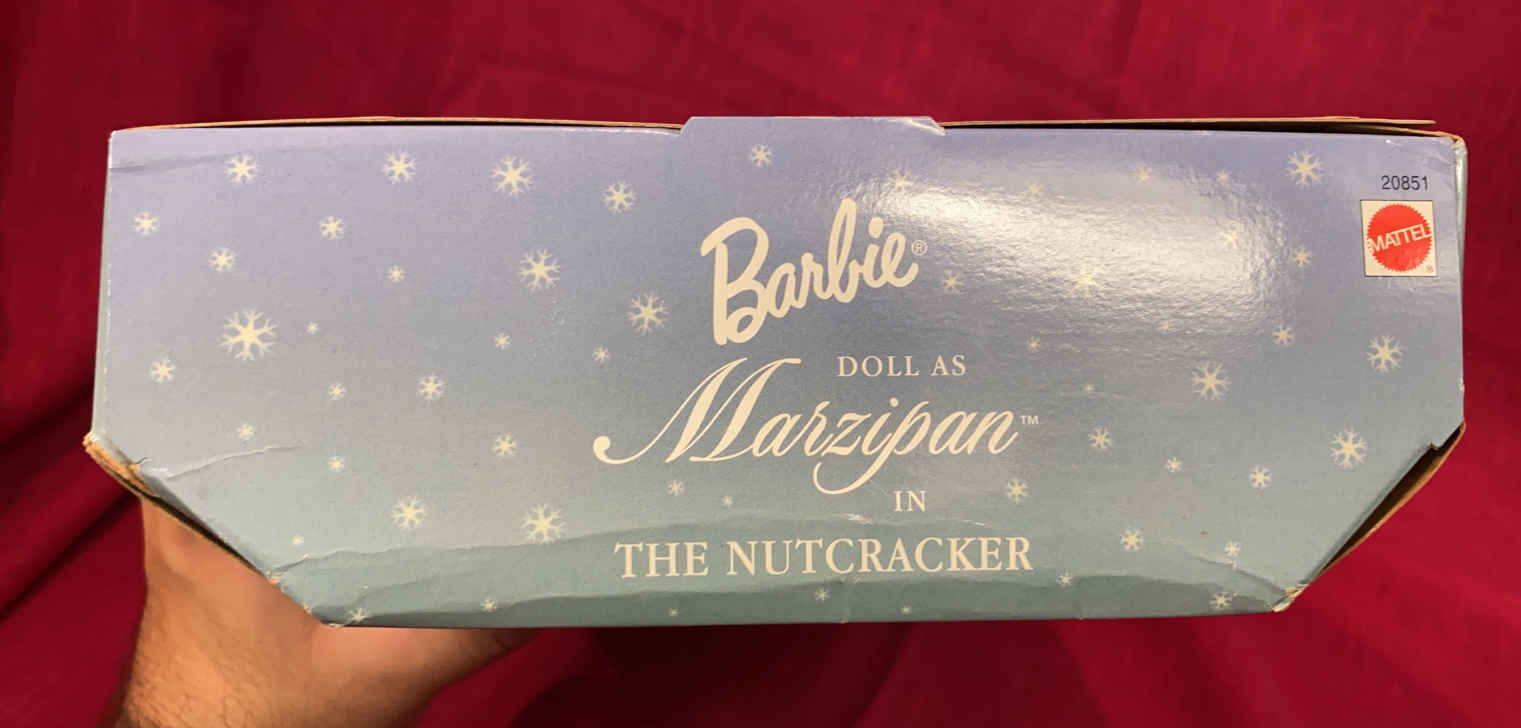 20851
MATTEL®
Barbie®
DOLL AS
Marzipan™
IN
THE NUTCRACKER